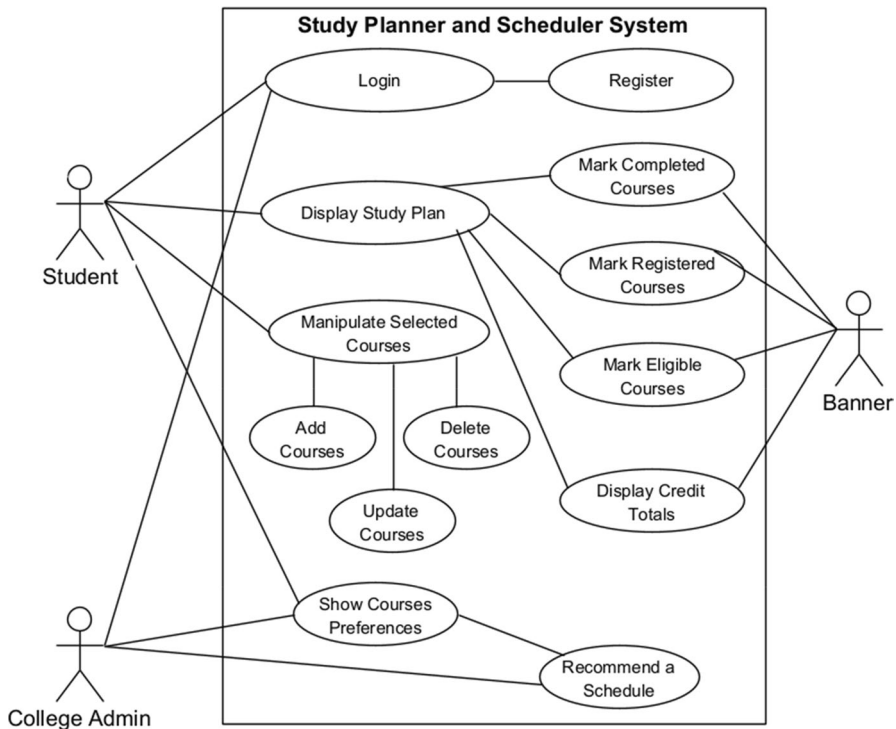 Study Planner and Scheduler System
Login
Register
Mark Completed
Courses
Display Study Plan
Student
Mark Registered
Courses
Manipulate Selected
Courses
Mark Eligible
Courses
Banner
Add
Courses
Delete
Courses
Update
Courses
Display Credit
Totals
Show Courses
Preferences
Recommend a
Schedule
College Admin